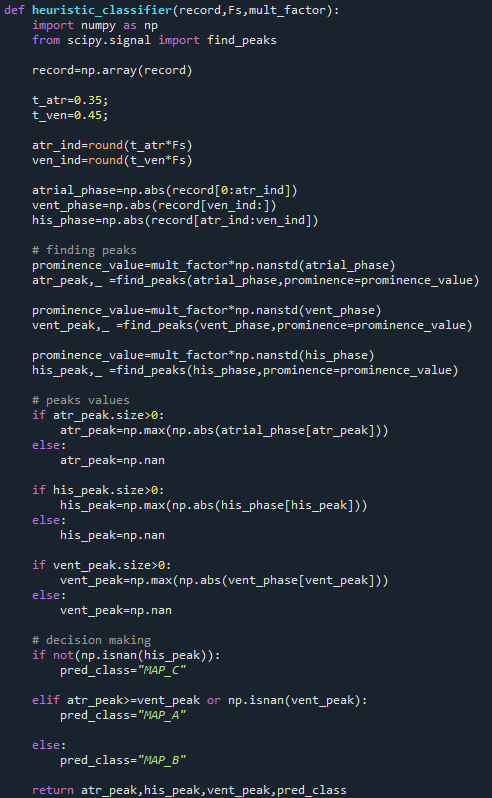 def heuristic_classifier(record,Fs,mult_factor):
    import numpy as np
    from scipy.signal import find_peaks

    record=np.array(record)

    t_atr=0.35;
    t_ven=0.45;

    atr_ind=round(t_atr*Fs)
    ven_ind=round(t_ven*Fs)

    atrial_phase=np.abs(record[0:atr_ind])
    vent_phase=np.abs(record[ven_ind:])
    his_phase=np.abs(record[atr_ind:ven_ind])

    # finding peaks
    prominence_value=mult_factor*np.nanstd(atrial_phase)
    atr_peak,_ =find_peaks(atrial_phase,prominence=prominence_value)

    prominence_value=mult_factor*np.nanstd(vent_phase)
    vent_peak,_ =find_peaks(vent_phase,prominence=prominence_value)

    prominence_value=mult_factor*np.nanstd(his_phase)
    his_peak,_ =find_peaks(his_phase,prominence=prominence_value)

    # peaks values
    if atr_peak.size>0:
        atr_peak=np.max(np.abs(atrial_phase[atr_peak]))
    else:
        atr_peak=np.nan

    if his_peak.size>0:
        his_peak=np.max(np.abs(his_phase[his_peak]))
    else:
        his_peak=np.nan

    if vent_peak.size>0:
        vent_peak=np.max(np.abs(vent_phase[vent_peak]))
    else:
        vent_peak=np.nan

    # decision making
    if not(np.isnan(his_peak)):
        pred_class="MAP_C"

    elif atr_peak>=vent_peak or np.isnan(vent_peak):
        pred_class="MAP_A"

    else:
        pred_class="MAP_B"

    return atr_peak,his_peak,vent_peak,pred_class